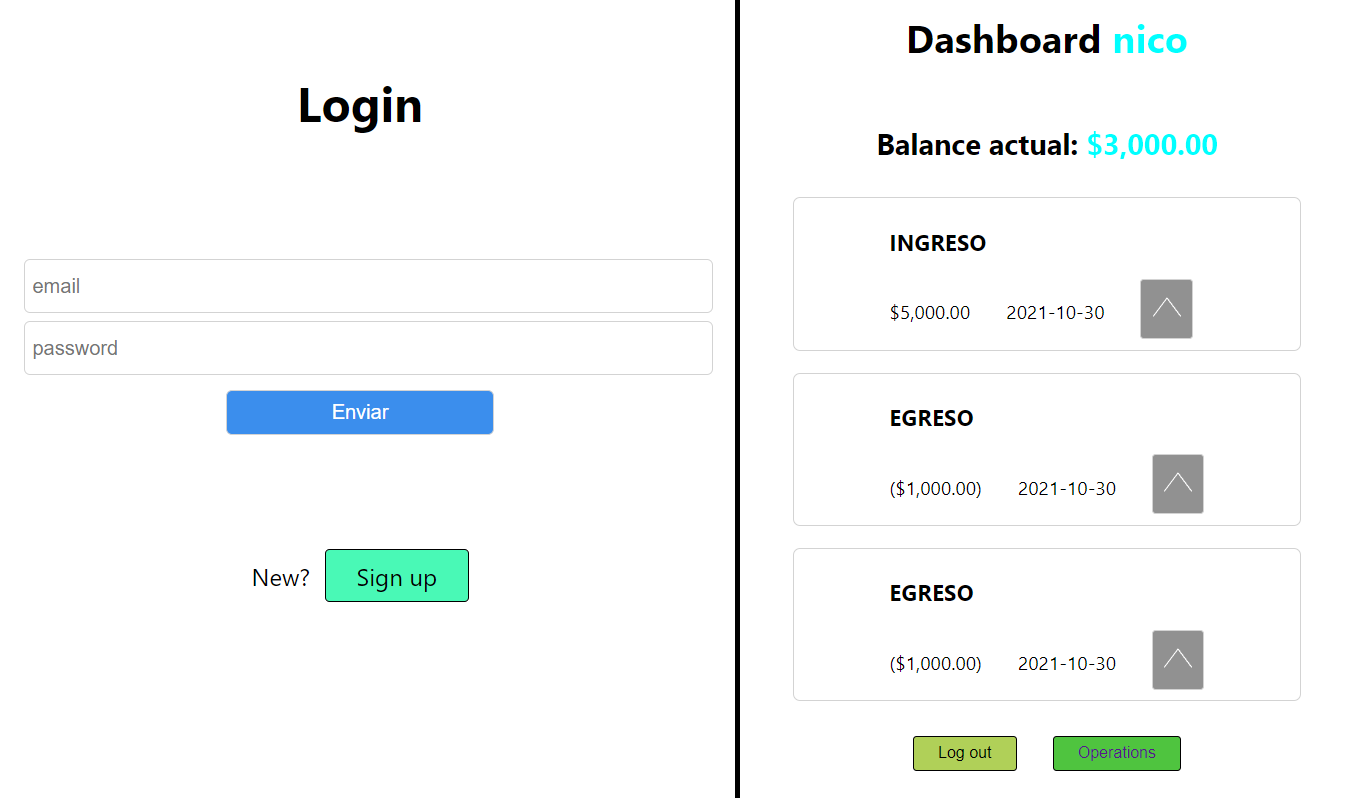 Login
email
password
Enviar
New? Sign up
Dashboard nico
Balance actual: $3,000.00
INGRESO
$5,000.00 2021-10-30
EGRESO
($1,000.00) 2021-10-30
EGRESO
($1,000.00) 2021-10-30
Log out Operations